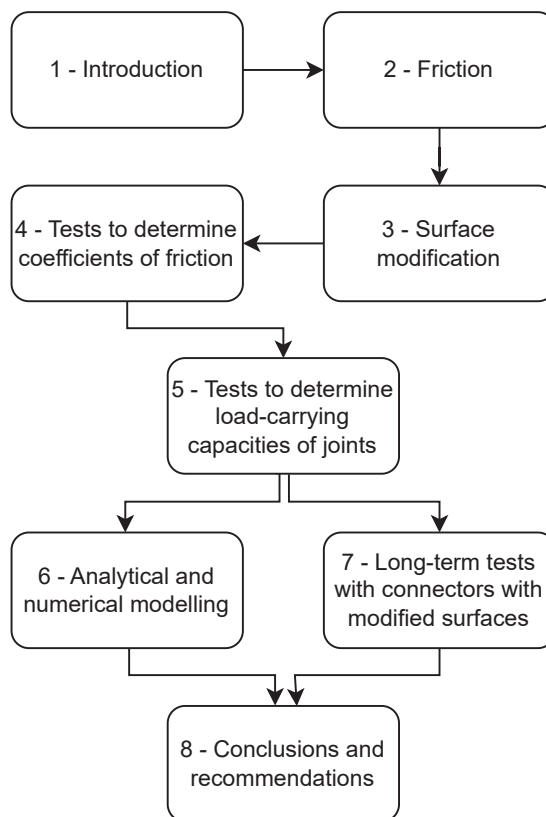 1 - Introduction
2 - Friction
4 - Tests to determine
coefficients of friction
3 - Surface
modification
5 - Tests to determine
load-carrying
capacities of joints
6 - Analytical and
numerical modelling
7 - Long-term tests
with connectors with
modified surfaces
8 - Conclusions and
recommendations